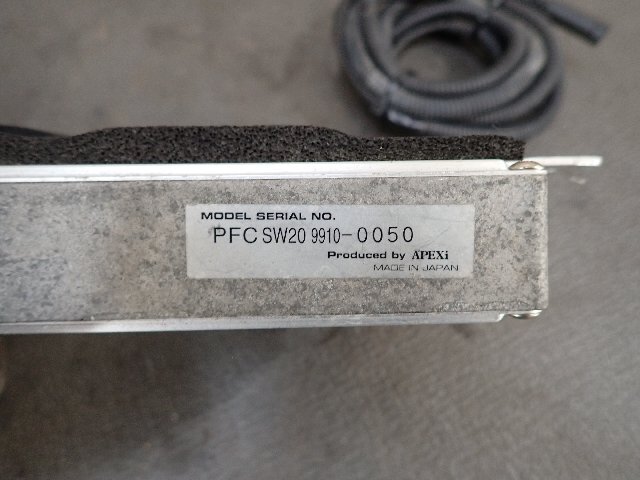 MODEL SERIAL NO.
PFC SW20 9910-0050
Produced by APEXi
MADE IN JAPAN